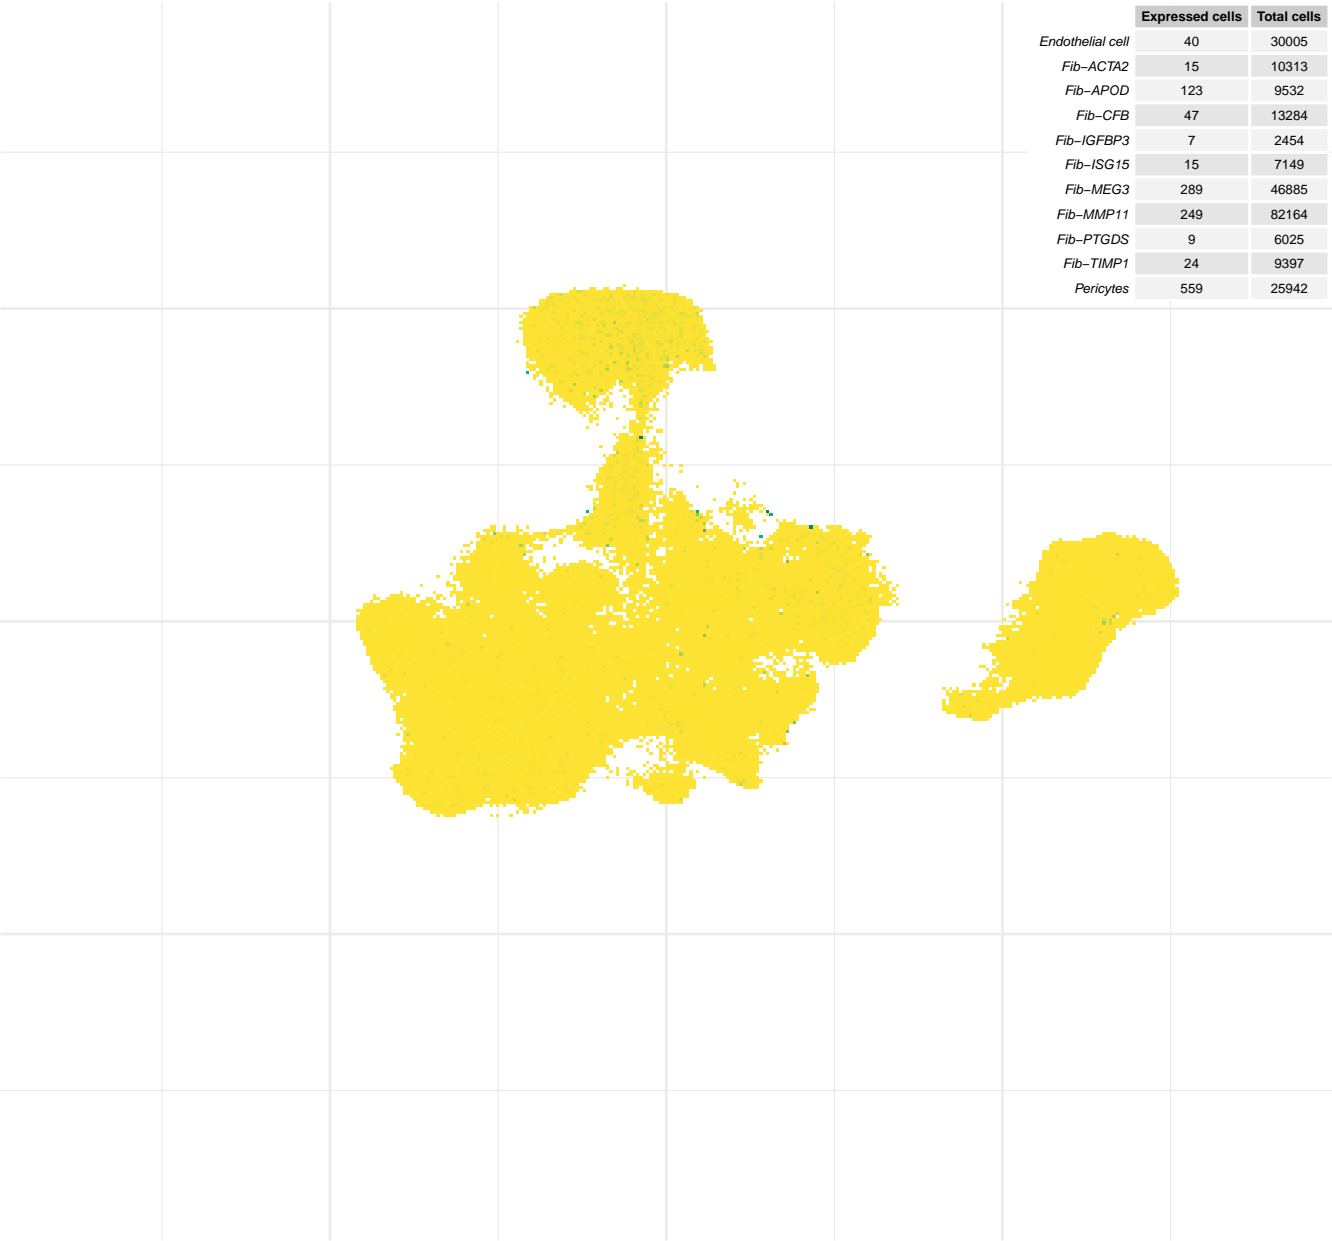 Expressed cells Total cells
Endothelial cell 40 30005
Fib−ACTA2 15 10313
Fib−APOD 123 9532
Fib−CFB 47 13284
Fib−IGFBP3 7 2454
Fib−ISG15 15 7149
Fib−MEG3 289 46885
Fib−MMP11 249 82164
Fib−PTGDS 9 6025
Fib−TIMP1 24 9397
Pericytes 559 25942